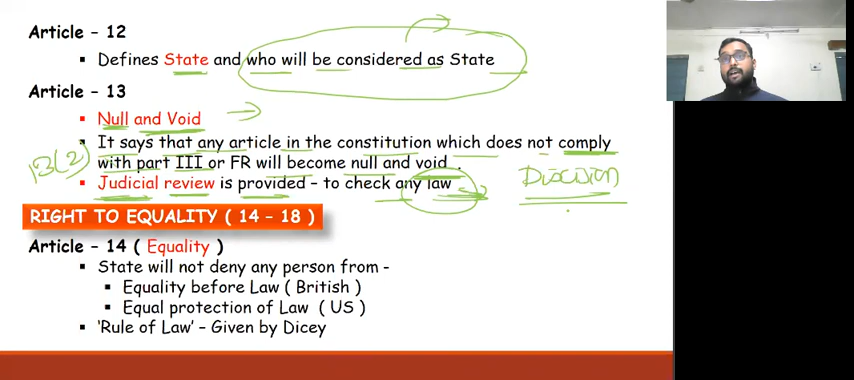 Article - 12
▪ Defines State and who will be considered as State
Article - 13
▪ Null and Void
▪ It says that any article in the constitution which does not comply
with part III or FR will become null and void .
13(2)
▪ Judicial review is provided – to check any law
RIGHT TO EQUALITY ( 14 – 18 )
Article – 14 ( Equality )
▪ State will not deny any person from -
▪ Equality before Law ( British )
▪ Equal protection of Law ( US )
▪ 'Rule of Law' – Given by Dicey